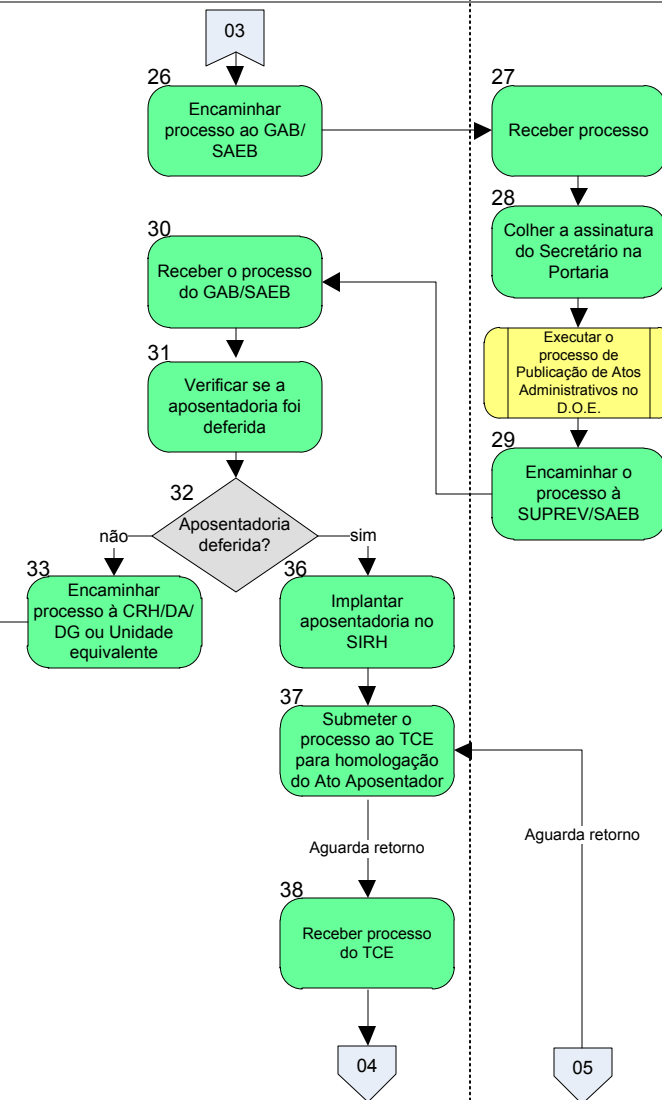 03
26
Encaminhar
processo ao GAB/
SAEB
27
Receber processo
28
Colher a assinatura
do Secretário na
Portaria
Executar o
processo de
Publicação de Atos
Administrativos no
D.O.E.
29
Encaminhar o
processo à
SUPREV/SAEB
30
Receber o processo
do GAB/SAEB
31
Verificar se a
aposentadoria foi
deferida
32
Aposentadoria
deferida?
não
sim
33
Encaminhar
processo à CRH/DA/
DG ou Unidade
equivalente
36
Implantar
aposentadoria no
SIRH
37
Submeter o
processo ao TCE
para homologação
do Ato Aposentador
Aguarda retorno
38
Receber processo
do TCE
04
Aguarda retorno
05